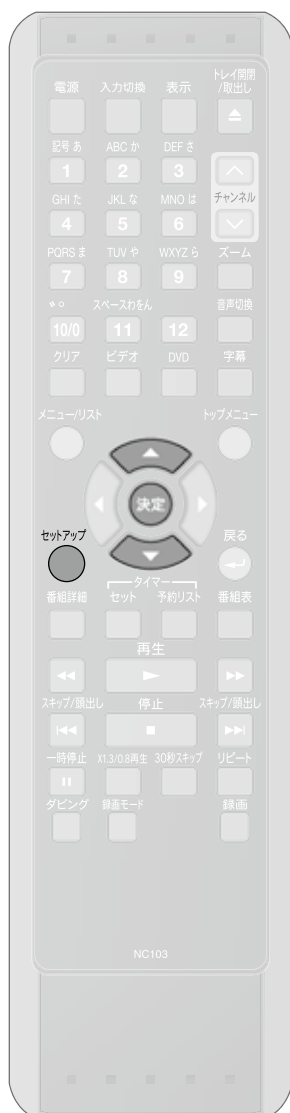 トレイ開閉
電源 入力切換 表示 /取出し
記号 あ ABC か DEF さ
1 2 3
GHI た JKL な MNO は チャンネル
4 5 6
PQRS ま TUV や WXYZ ら ズーム
7 8 9
゛゜ スペースわをん 音声切換
10/0 11 12
クリア ビデオ DVD 字幕
メニュー/リスト トップメニュー
決定
セットアップ 戻る
タイマー
番組詳細 セット 予約リスト 番組表
再生
スキップ/頭出し 停止 スキップ/頭出し
一時停止 X1.3/0.8再生 30秒スキップ リピート
ダビング 録画モード 録画
NC103